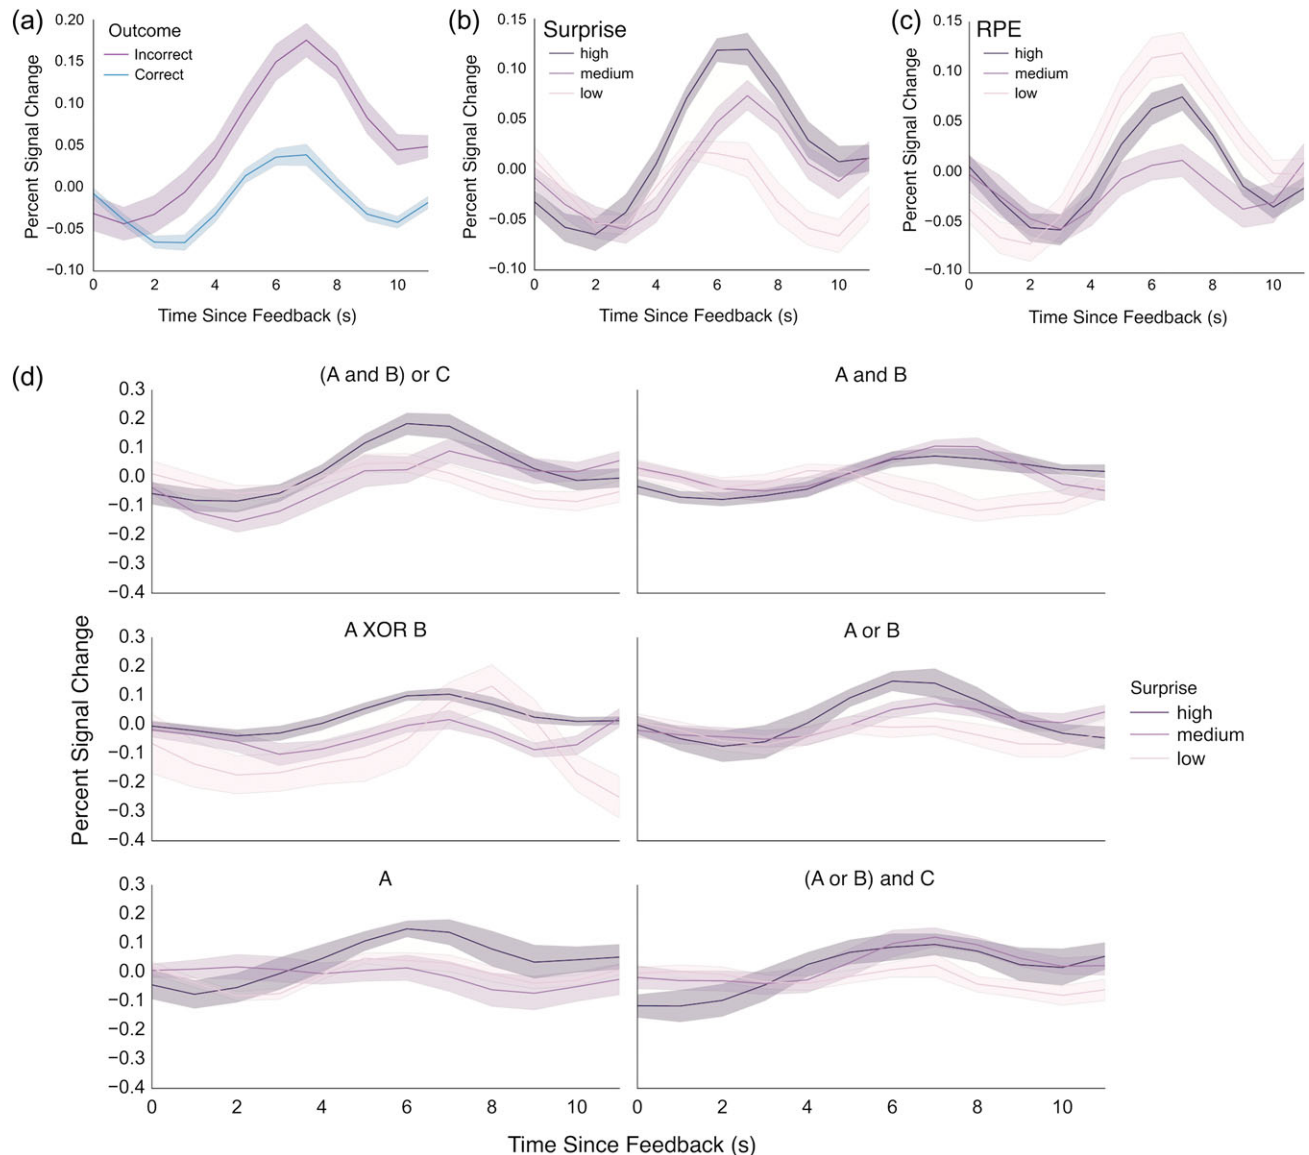 (a)
Outcome
Incorrect
Correct
Percent Signal Change
0.20
0.15
0.10
0.05
0.00
−0.05
−0.10
0 2 4 6 8 10
Time Since Feedback (s)
(b)
Surprise
high
medium
low
Percent Signal Change
0.15
0.10
0.05
0.00
−0.05
−0.10
0 2 4 6 8 10
Time Since Feedback (s)
(c)
RPE
high
medium
low
Percent Signal Change
0.15
0.10
0.05
0.00
−0.05
−0.10
0 2 4 6 8 10
Time Since Feedback (s)
(d)
(A and B) or C
A and B
0.3
0.2
0.1
0.0
−0.1
−0.2
−0.3
−0.4
A XOR B
A or B
0.3
0.2
0.1
0.0
−0.1
−0.2
−0.3
−0.4
Percent Signal Change
Surprise
high
medium
low
A
(A or B) and C
0.3
0.2
0.1
0.0
−0.1
−0.2
−0.3
−0.4
0 2 4 6 8 10
0 2 4 6 8 10
Time Since Feedback (s)